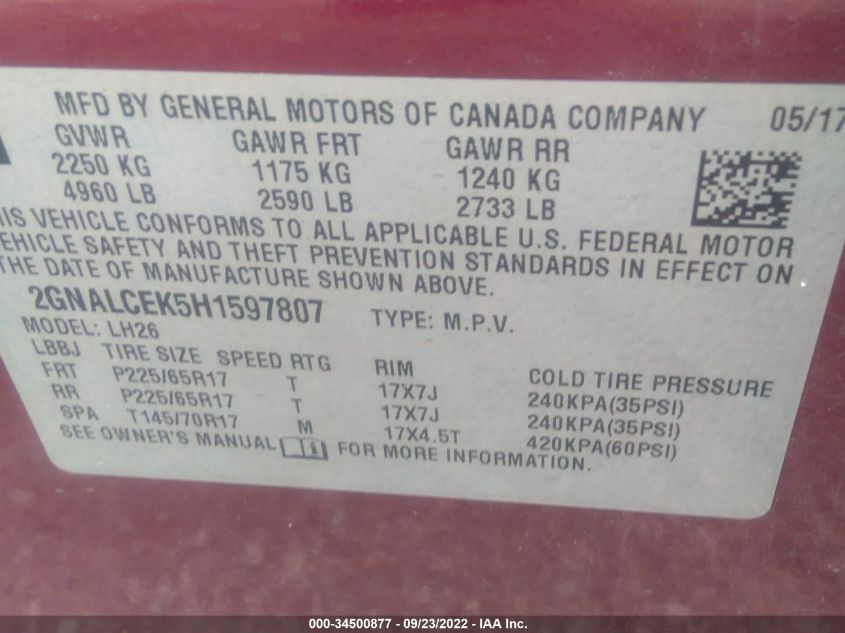 MFD BY GENERAL MOTORS OF CANADA COMPANY 05/17
GVWR GAWR FRT GAWR RR
2250 KG 1175 KG 1240 KG
4960 LB 2590 LB 2733 LB
IS VEHICLE CONFORMS TO ALL APPLICABLE U.S. FEDERAL MOTOR
EHICLE SAFETY AND THEFT PREVENTION STANDARDS IN EFFECT ON
THE DATE OF MANUFACTURE SHOWN ABOVE.
2GNALCEK5H1597807 TYPE: M.P.V.
MODEL: LH26
LBBJ TIRE SIZE SPEED RTG RIM COLD TIRE PRESSURE
FRT P225/65R17 T 17X7J 240KPA(35PSI)
RR P225/65R17 T 17X7J 240KPA(35PSI)
SPA T145/70R17 M 17X4.5T 420KPA(60PSI)
SEE OWNER'S MANUAL FOR MORE INFORMATION.
000-34500877 - 09/23/2022 - IAA Inc.